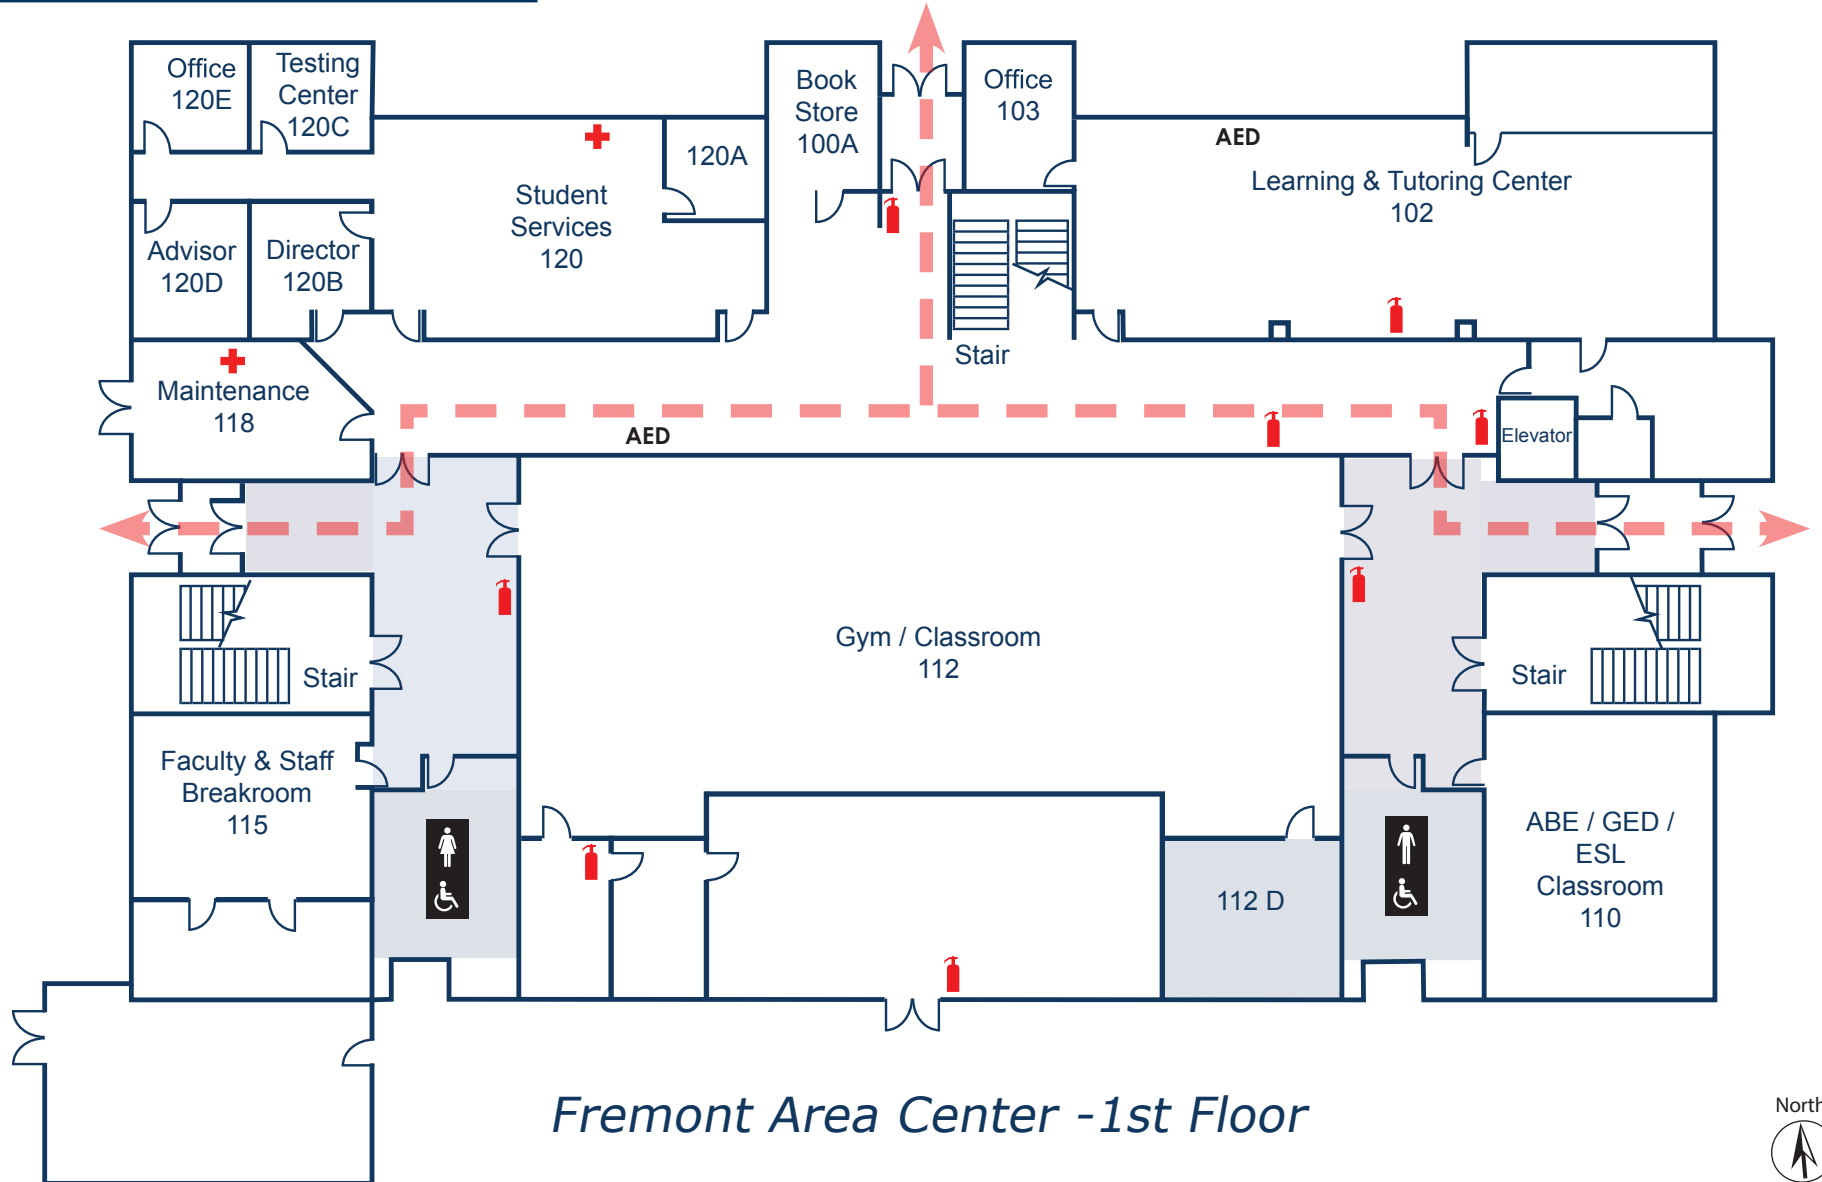 Office
120E
Testing
Center
120C
Book
Store
100A
Office
103
AED
120A
Learning & Tutoring Center
102
Student
Services
120
Advisor
120D
Director
120B
Stair
Maintenance
118
AED
Elevator
Gym / Classroom
112
Stair
Stair
Faculty & Staff
Breakroom
115
ABE / GED /
ESL
Classroom
110
112 D
Fremont Area Center -1st Floor
North